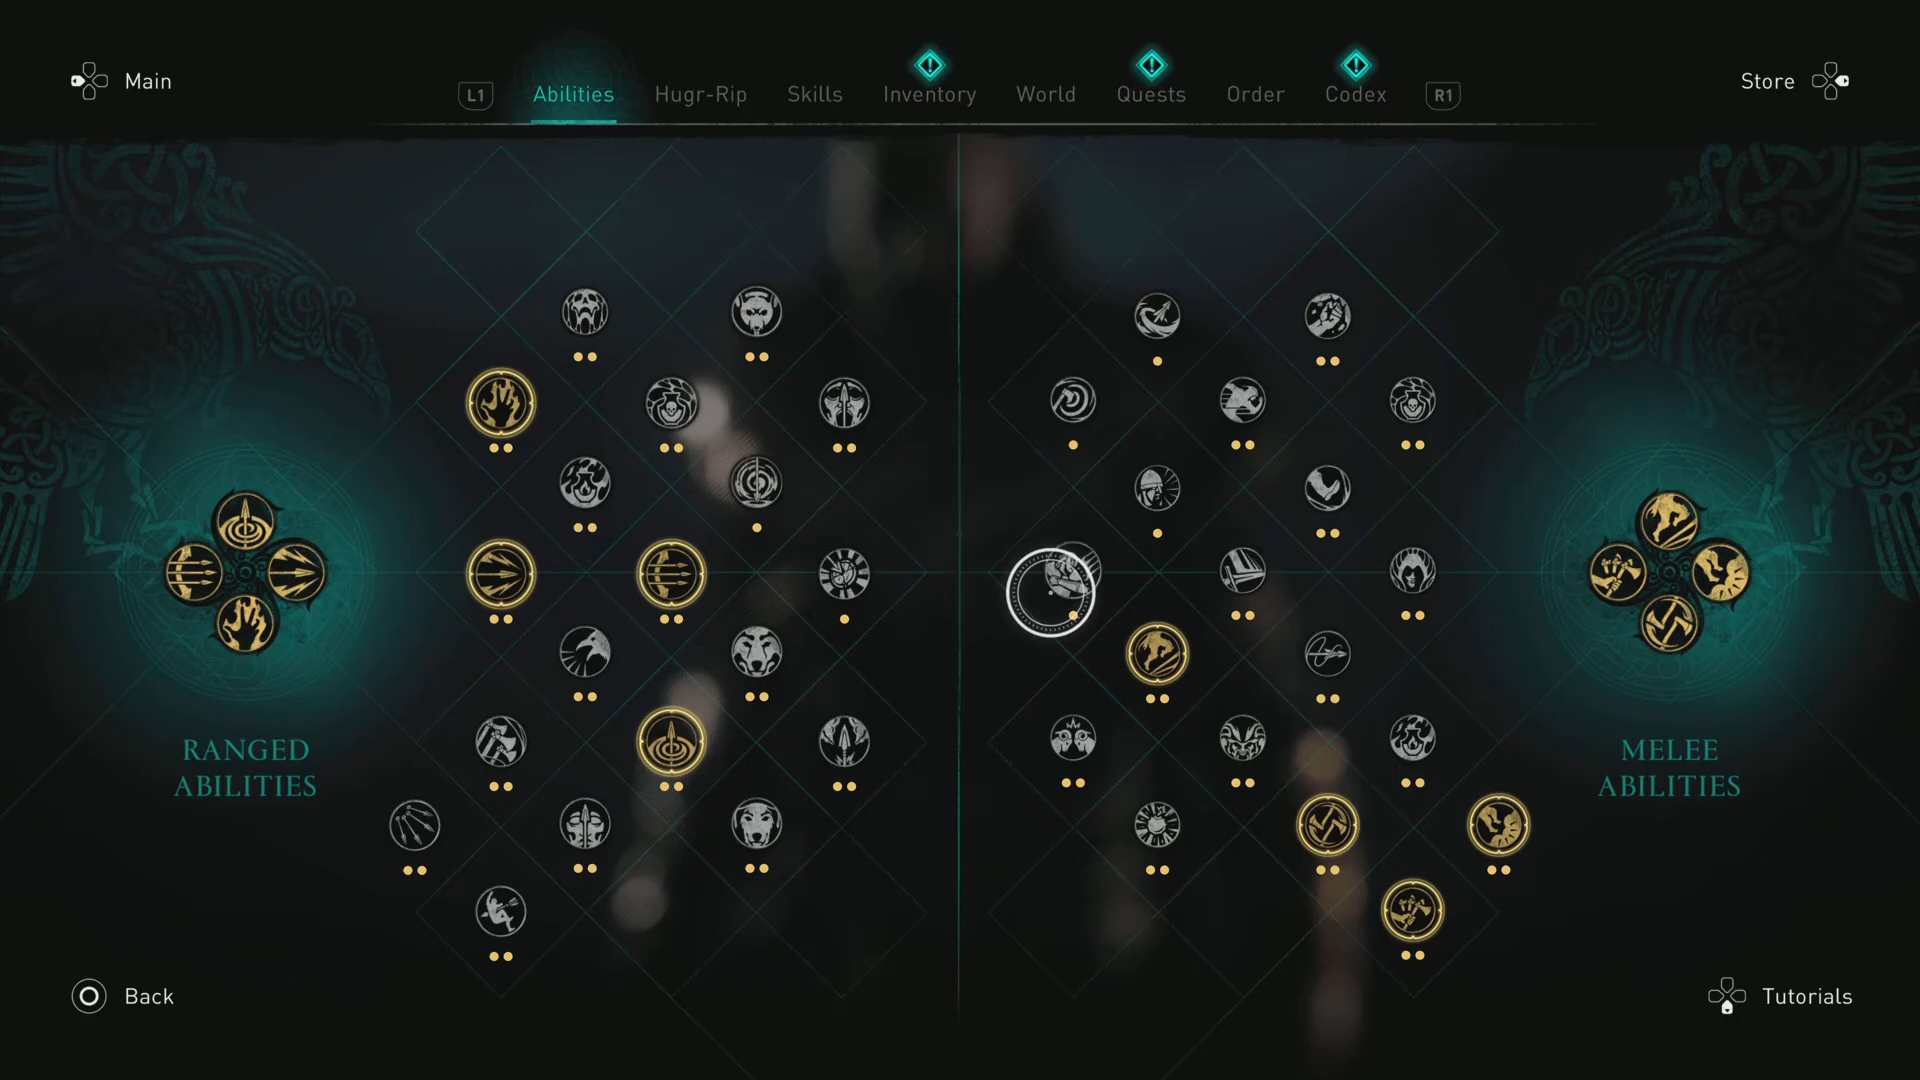 Main
L1
Abilities
Hugr-Rip
Skills
Inventory
World
Quests
Order
Codex
R1
Store
RANGED
ABILITIES
MELEE
ABILITIES
Back
Tutorials